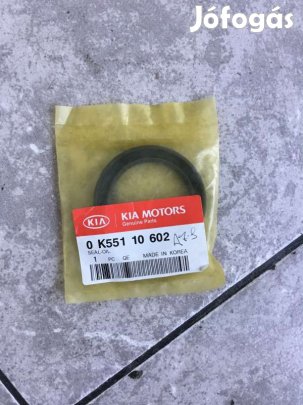 Jófogás
KIA
KIA MOTORS
Genuine Parts
0 K551 10 602
SEAL-OIL
1 PC QE MADE IN KOREA